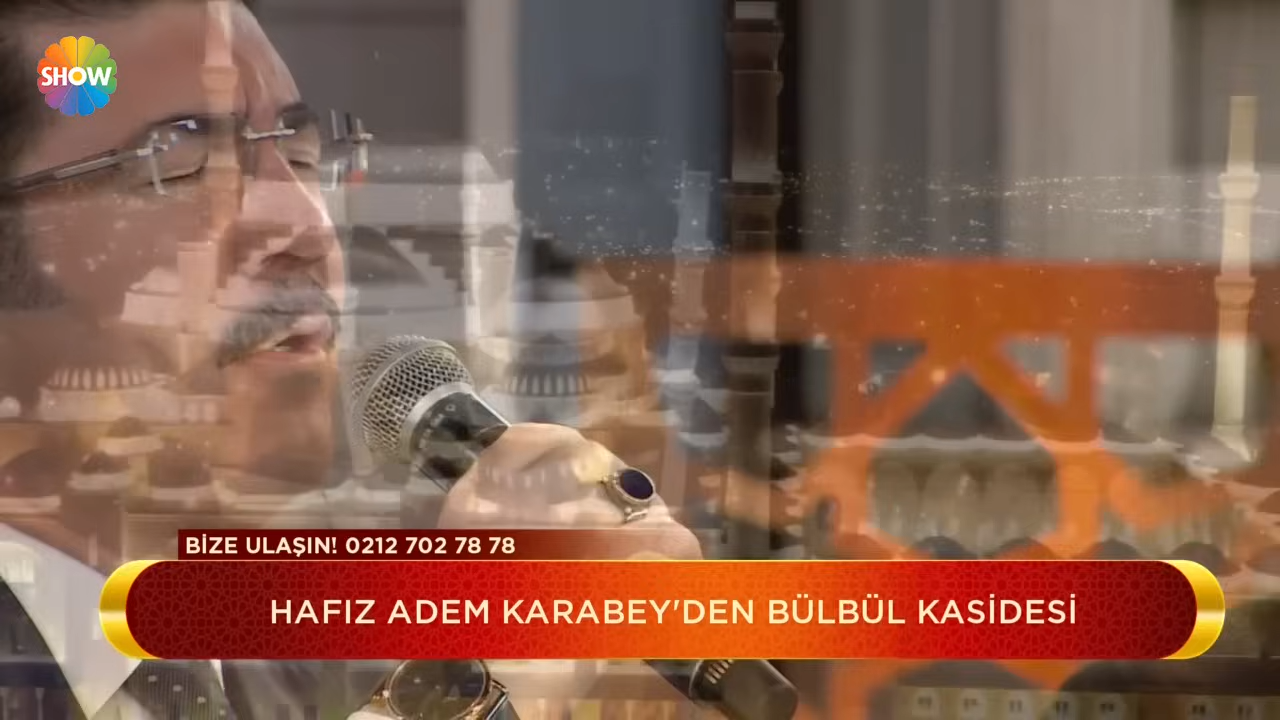 SHOW
BİZE ULAŞIN! 0212 702 78 78
HAFIZ ADEM KARABEY'DEN BÜLBÜL KASİDESİ